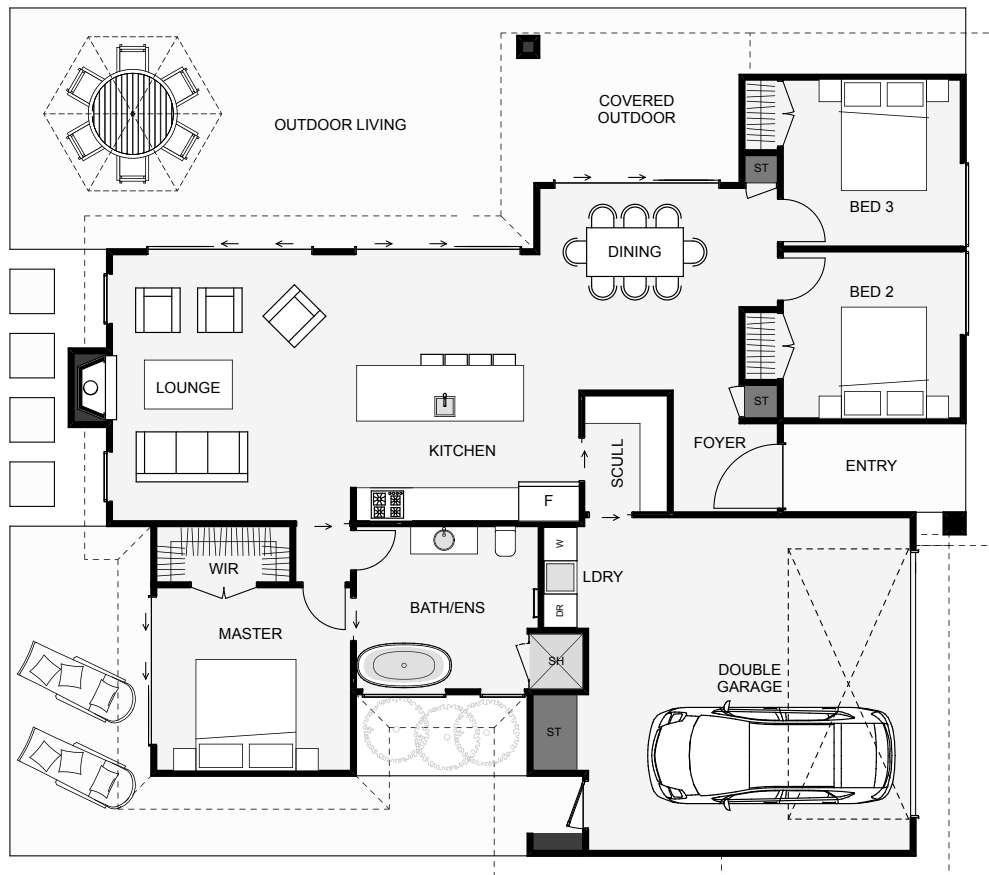 OUTDOOR LIVING
COVERED
OUTDOOR
ST
BED 3
DINING
BED 2
LOUNGE
ST
KITCHEN
SCULL
FOYER
ENTRY
F
WIR
W
LDRY
BATH/ENS
DR
MASTER
SH
DOUBLE
GARAGE
ST